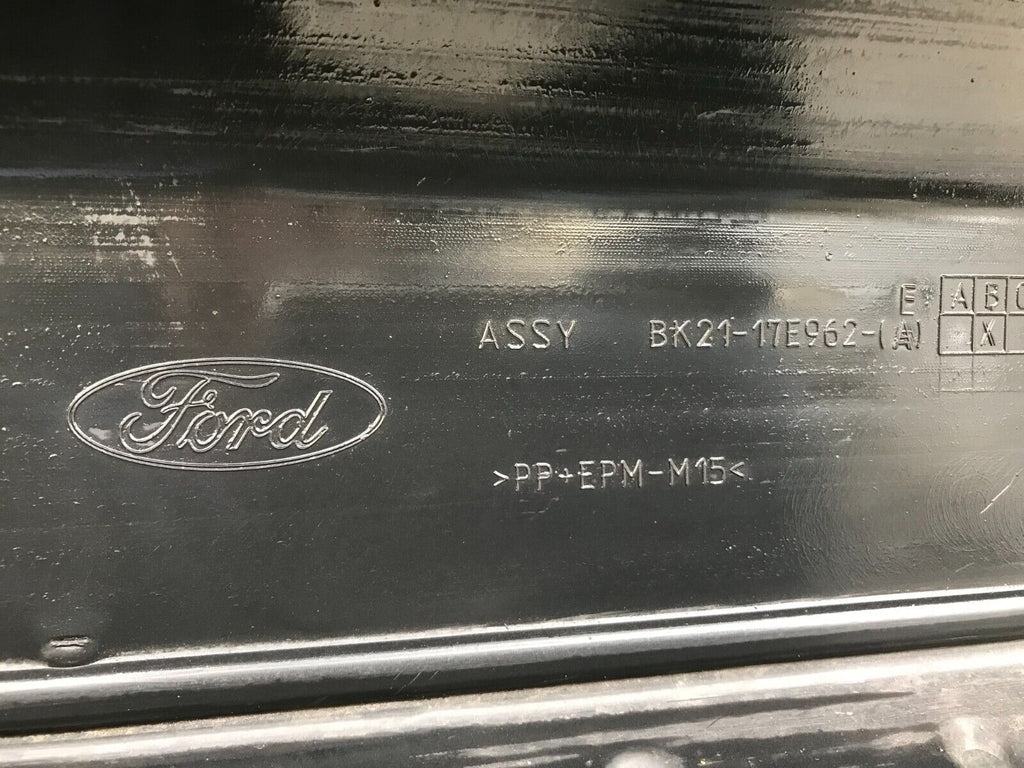 E A B
ASSY BK21-17E962-(A) X
Ford
>PP+EPM-M15<